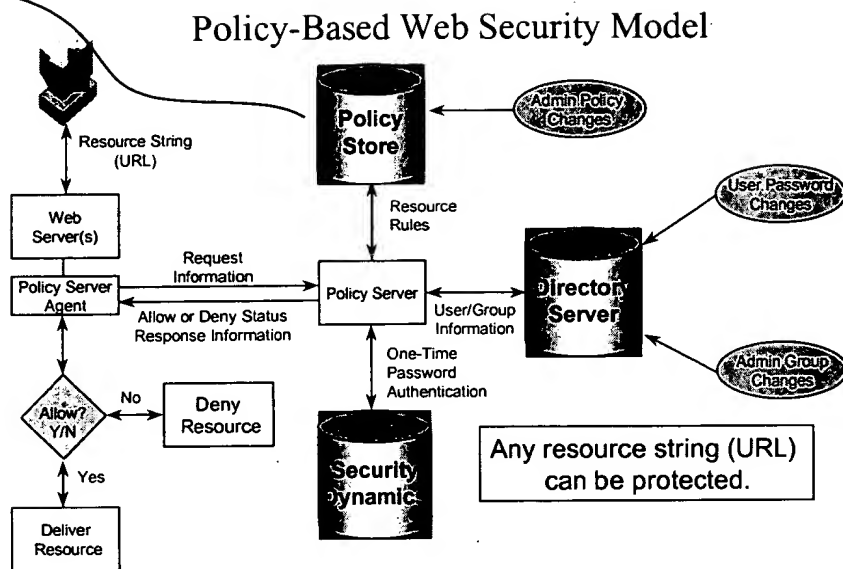 Policy-Based Web Security Model
Resource String
(URL)
Policy
Store
Admin Policy
Changes
Web
Server(s)
Resource
Rules
User Password
Changes
Request
Information
Policy Server
Agent
Policy Server
Allow or Deny Status
Response Information
User/Group
Information
Directory
Server
One-Time
Password
Authentication
Admin Group
Changes
Allow?
Y/N
No
Deny
Resource
Yes
Security
Dynamic
Any resource string (URL)
can be protected.
Deliver
Resource